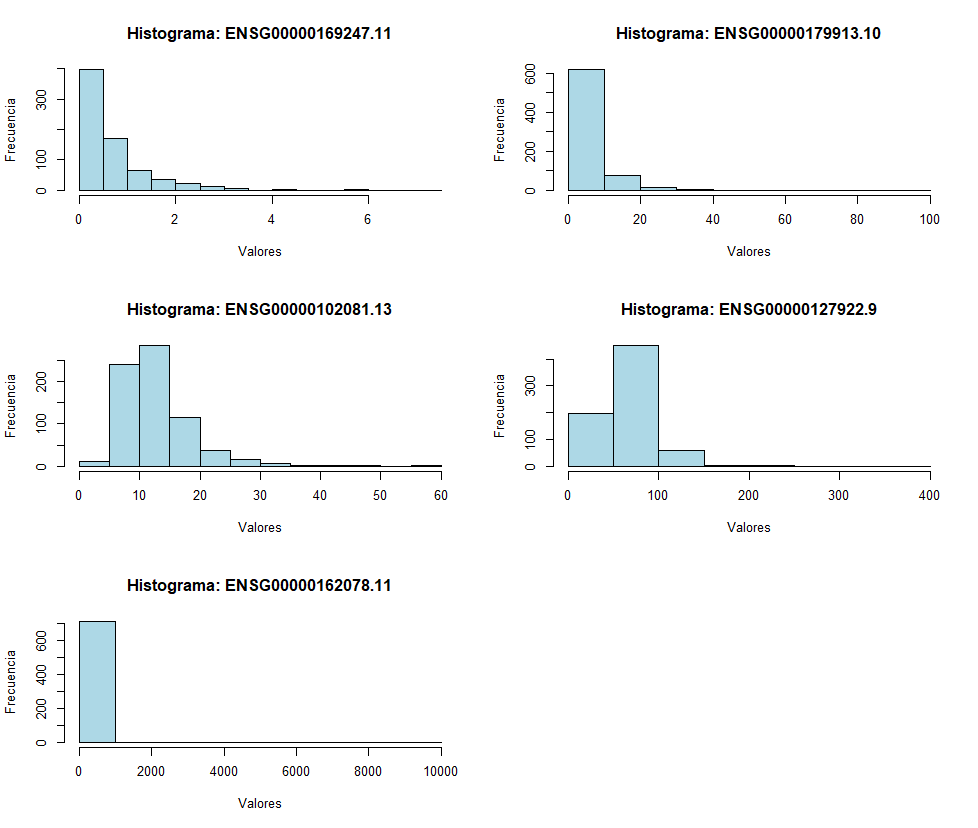 Histograma: ENSG00000169247.11
Frecuencia
300
100
0
0 2 4 6
Valores
Histograma: ENSG00000179913.10
Frecuencia
600
400
200
0
0 20 40 60 80 100
Valores
Histograma: ENSG00000102081.13
Frecuencia
200
100
0
0 10 20 30 40 50 60
Valores
Histograma: ENSG00000127922.9
Frecuencia
300
100
0
0 100 200 300 400
Valores
Histograma: ENSG00000162078.11
Frecuencia
600
400
200
0
0 2000 4000 6000 8000 10000
Valores